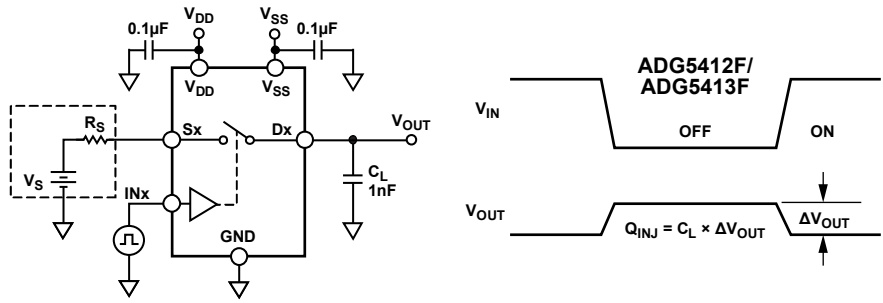 VDD
VSS
0.1µF
0.1µF
VDD
VSS
RS
Sx
Dx
VOUT
VS
INx
CL
1nF
GND
ADG5412F/
ADG5413F
VIN
OFF
ON
VOUT
QINJ = CL × ΔVOUT
ΔVOUT